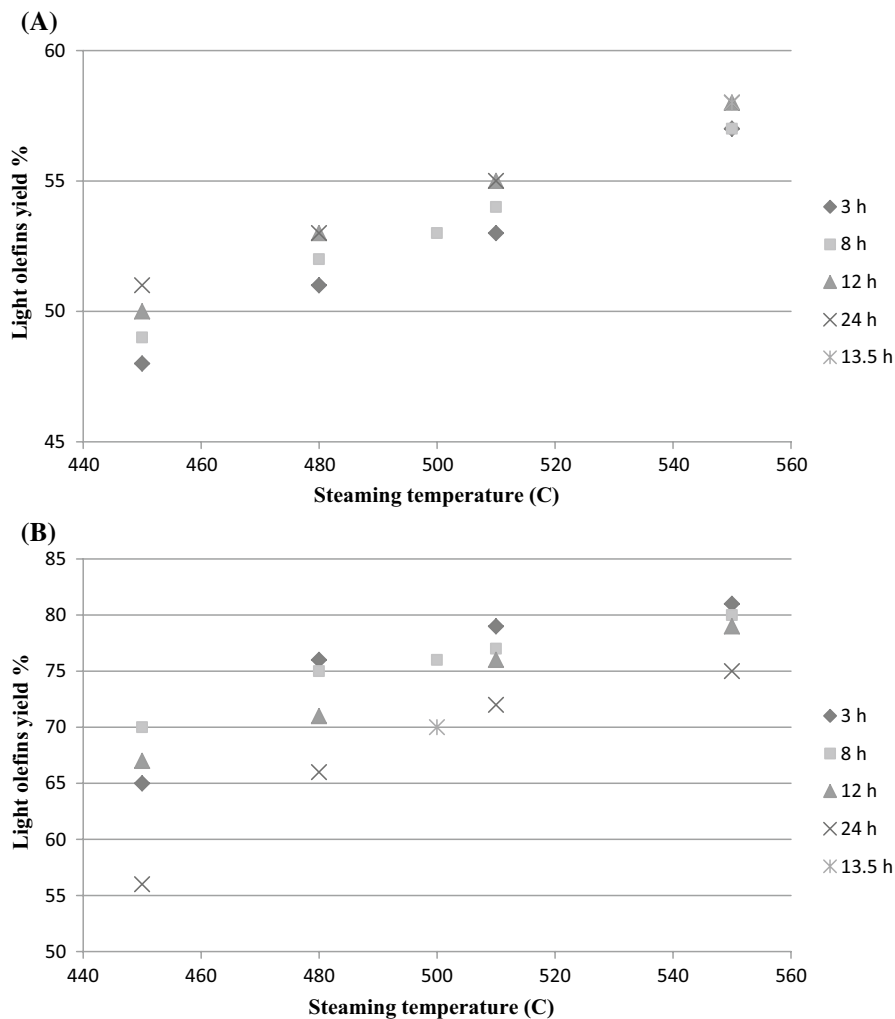 (A)
60
55
50
45
Light olefins yield %
440 460 480 500 520 540 560
Steaming temperature (C)
3 h
8 h
12 h
24 h
13.5 h
(B)
85
80
75
70
65
60
55
50
Light olefins yield %
440 460 480 500 520 540 560
Steaming temperature (C)
3 h
8 h
12 h
24 h
13.5 h